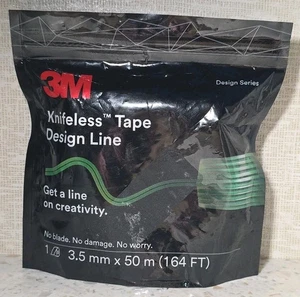 3M
Design Series
Knifeless™ Tape
Design Line
Get a line
on creativity.
No blade. No damage. No worry.
1 3.5 mm x 50 m (164 FT)